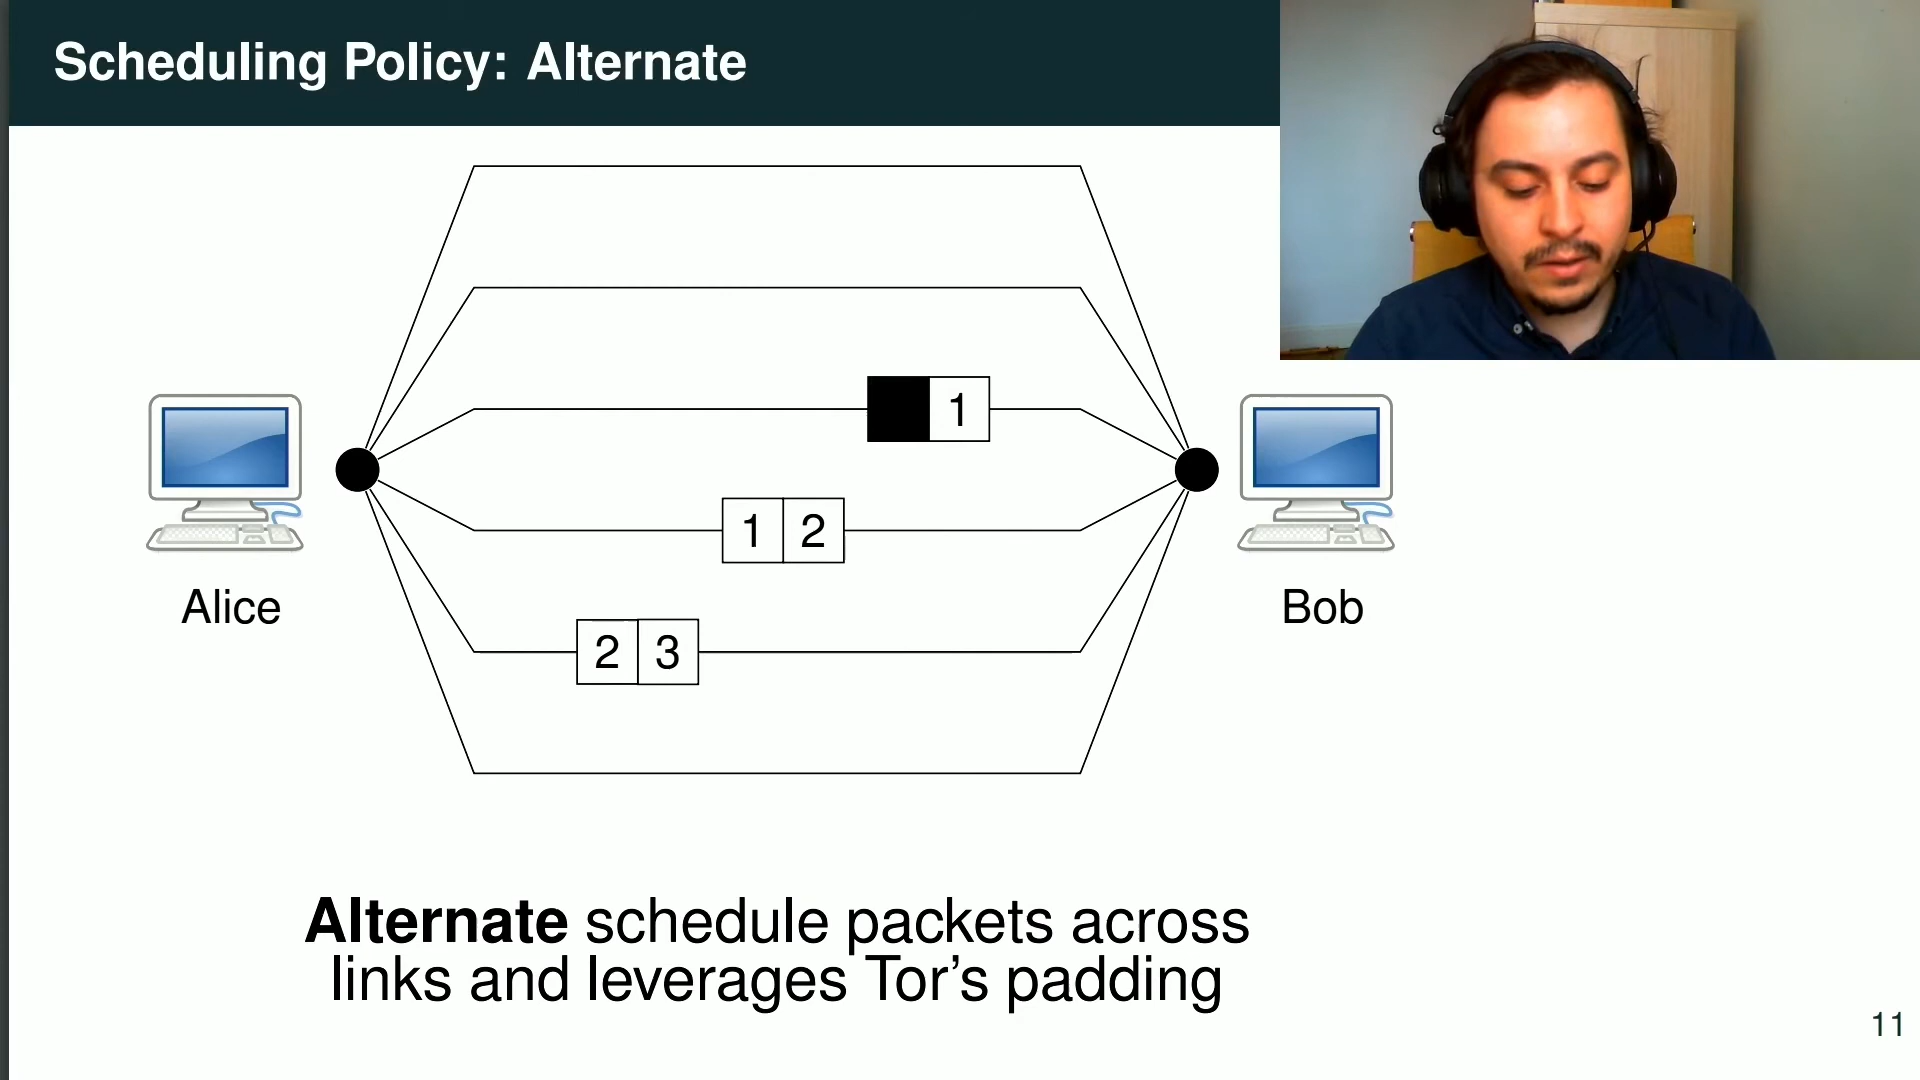 Scheduling Policy: Alternate
1
1 2
2 3
Alice
Bob
Alternate schedule packets across
links and leverages Tor's padding
11